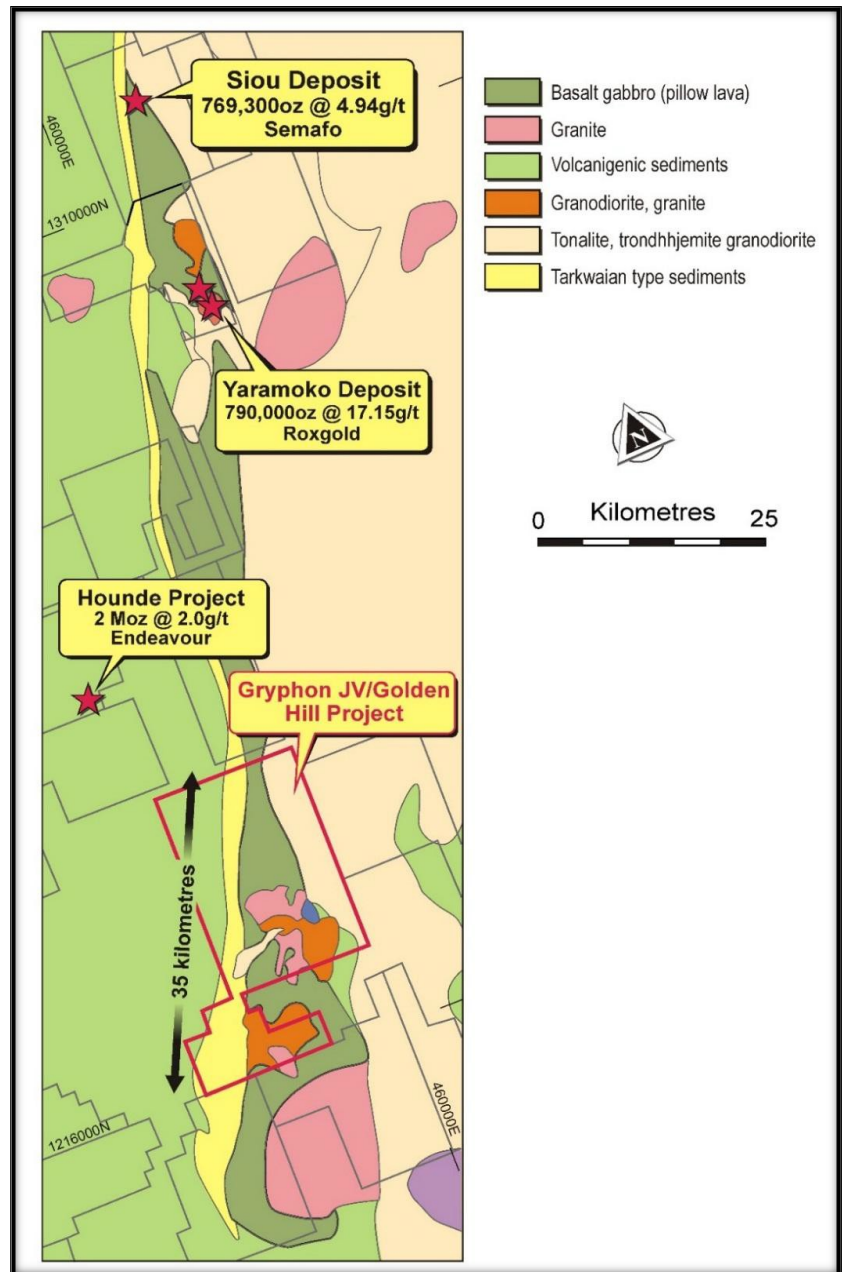 Siou Deposit
769,300oz @ 4.94g/t
Semafo
460000E
1310000N
Yaramoko Deposit
790,000oz @ 17.15g/t
Roxgold
Hounde Project
2 Moz @ 2.0g/t
Endeavour
Gryphon JV/Golden
Hill Project
35 kilometres
1216000N
460000E
Basalt gabbro (pillow lava)
Granite
Volcanigenic sediments
Granodiorite, granite
Tonalite, trondhhjemite granodiorite
Tarkwaian type sediments
N
0 Kilometres 25